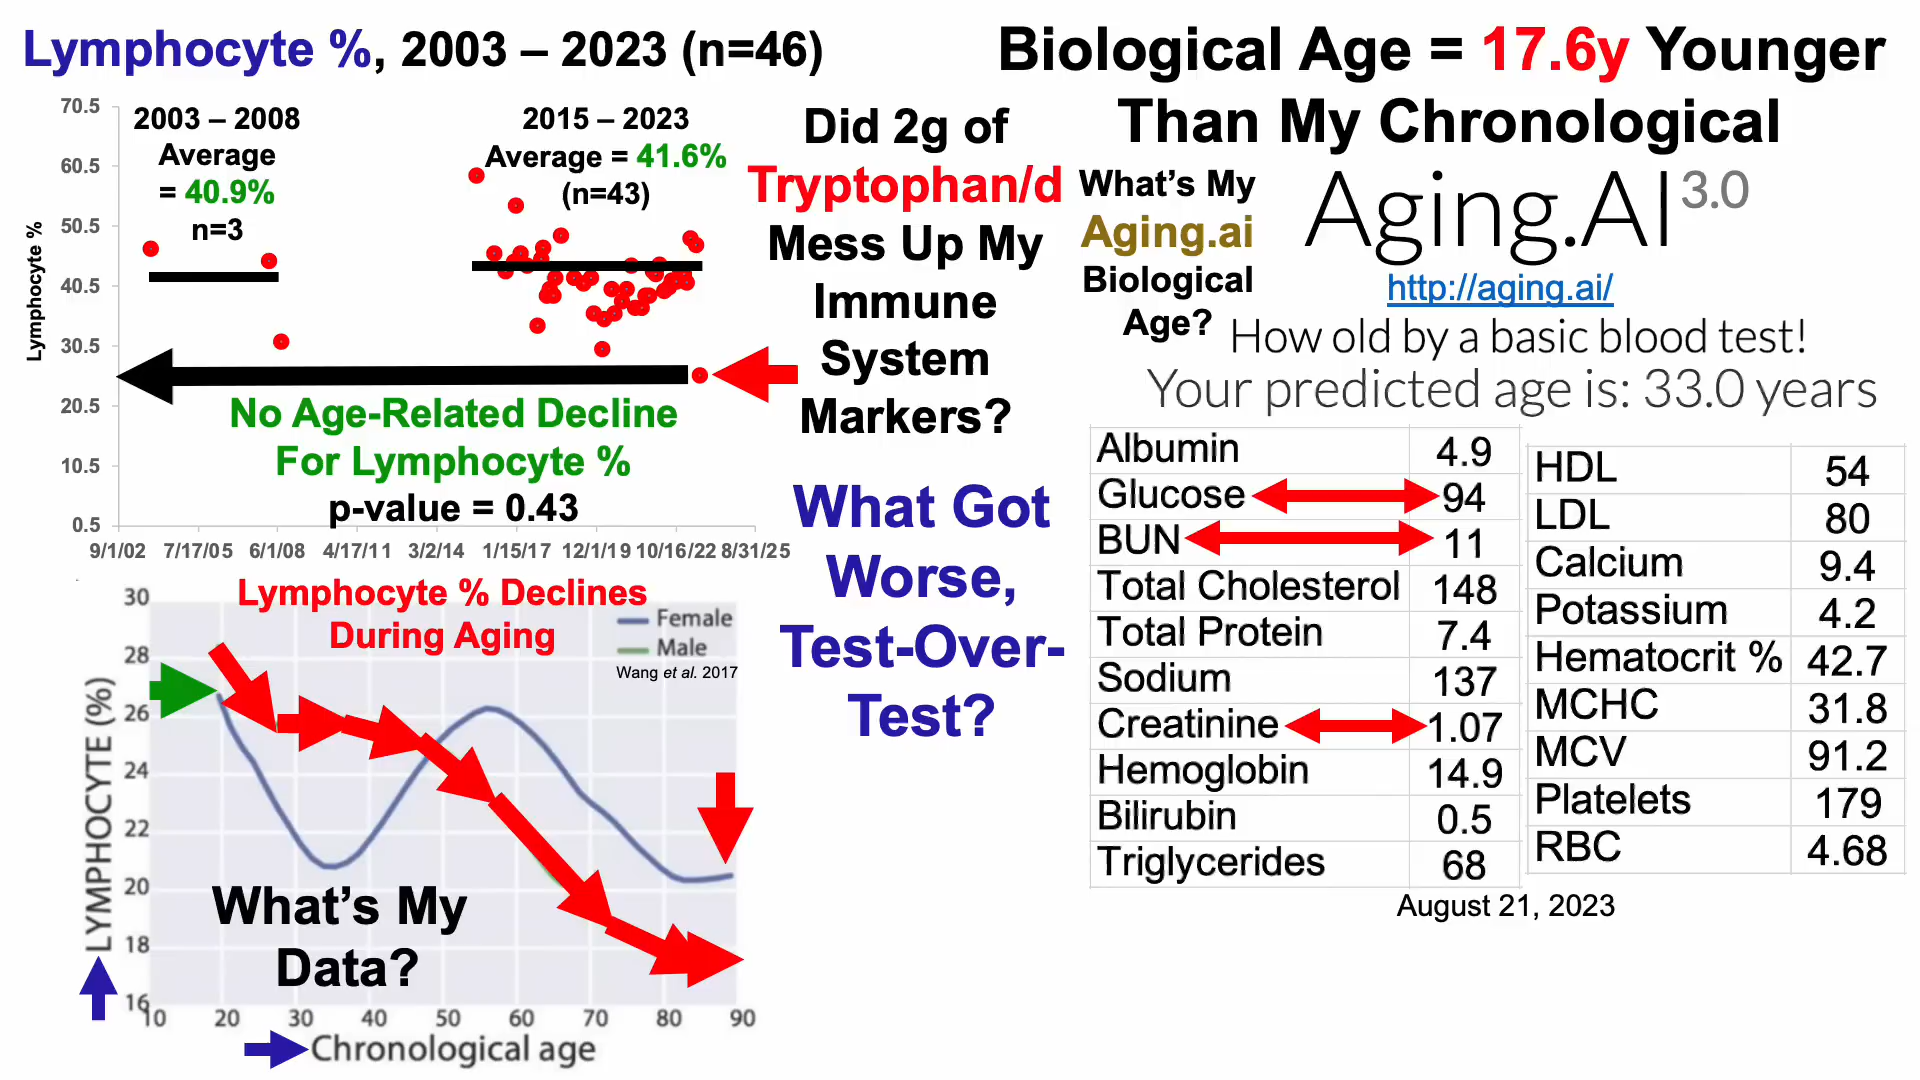 Lymphocyte %, 2003 – 2023 (n=46)
70.5
60.5
50.5
40.5
30.5
20.5
10.5
0.5
Lymphocyte %
2003 – 2008
Average
= 40.9%
n=3
2015 – 2023
Average = 41.6%
(n=43)
No Age-Related Decline
For Lymphocyte %
p-value = 0.43
9/1/02 7/17/05 6/1/08 4/17/11 3/2/14 1/15/17 12/1/19 10/16/22 8/31/25
Lymphocyte % Declines
During Aging
Female
Male
Wang et al. 2017
30
28
26
24
22
20
18
16
LYMPHOCYTE (%)
What's My
Data?
10 20 30 40 50 60 70 80 90
Chronological age
Did 2g of
Tryptophan/d
Mess Up My
Immune
System
Markers?
What Got
Worse,
Test-Over-
Test?
Biological Age = 17.6y Younger
Than My Chronological
What's My
Aging.ai
Biological
Age?
Aging.AI 3.0
http://aging.ai/
How old by a basic blood test!
Your predicted age is: 33.0 years
Albumin 4.9
Glucose 94
BUN 11
Total Cholesterol 148
Total Protein 7.4
Sodium 137
Creatinine 1.07
Hemoglobin 14.9
Bilirubin 0.5
Triglycerides 68
HDL 54
LDL 80
Calcium 9.4
Potassium 4.2
Hematocrit % 42.7
MCHC 31.8
MCV 91.2
Platelets 179
RBC 4.68
August 21, 2023